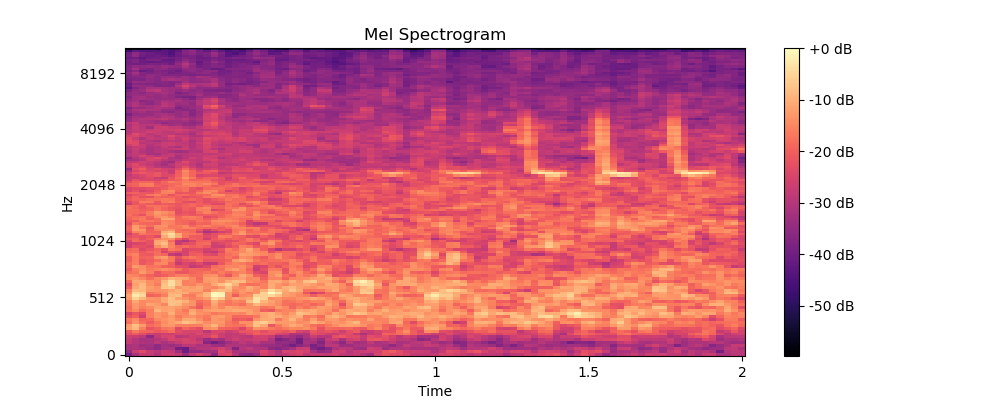 Mel Spectrogram
+0 dB
8192
-10 dB
4096
-20 dB
2048
-30 dB
Hz
1024
-40 dB
512
-50 dB
0
0 0.5 1 1.5 2
Time